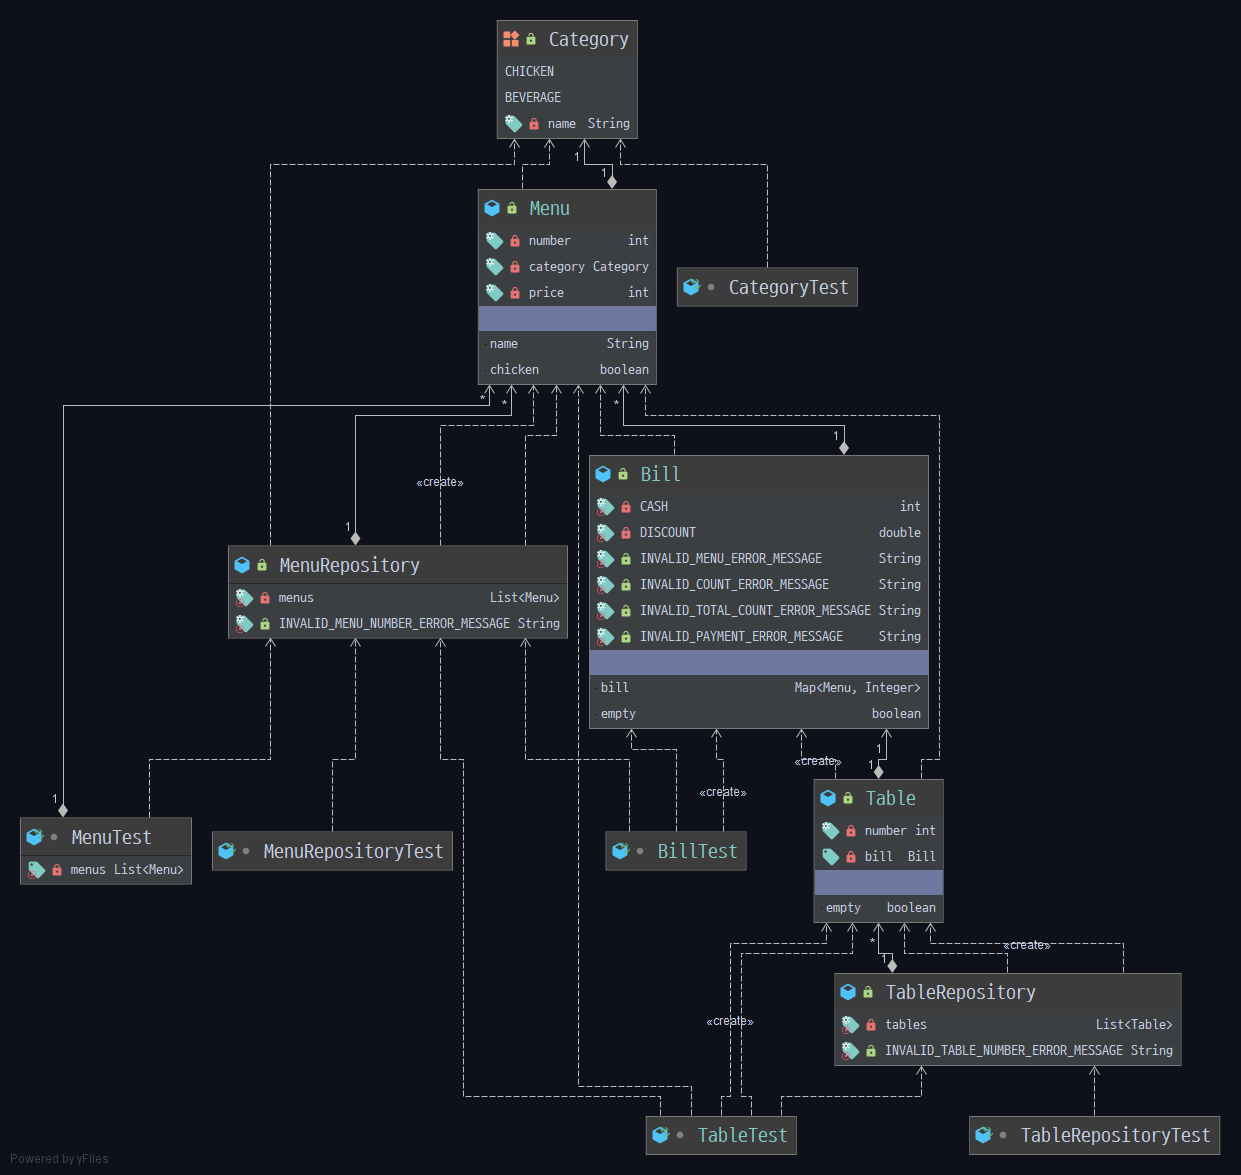 Category
CHICKEN
BEVERAGE
name String
1
1
Menu
number int
category Category
price int
name String
chicken boolean
CategoryTest
*
*
*
1
«create»
Bill
CASH int
DISCOUNT double
INVALID_MENU_ERROR_MESSAGE String
INVALID_COUNT_ERROR_MESSAGE String
INVALID_TOTAL_COUNT_ERROR_MESSAGE String
INVALID_PAYMENT_ERROR_MESSAGE String
bill Map<Menu, Integer>
empty boolean
1
MenuRepository
menus List<Menu>
INVALID_MENU_NUMBER_ERROR_MESSAGE String
1
«create»
1
«create»
1
Table
number int
bill Bill
empty boolean
1
MenuTest
menus List<Menu>
MenuRepositoryTest
BillTest
*
«create»
1
TableRepository
tables List<Table>
INVALID_TABLE_NUMBER_ERROR_MESSAGE String
«create»
TableTest
TableRepositoryTest
Powered by yFiles